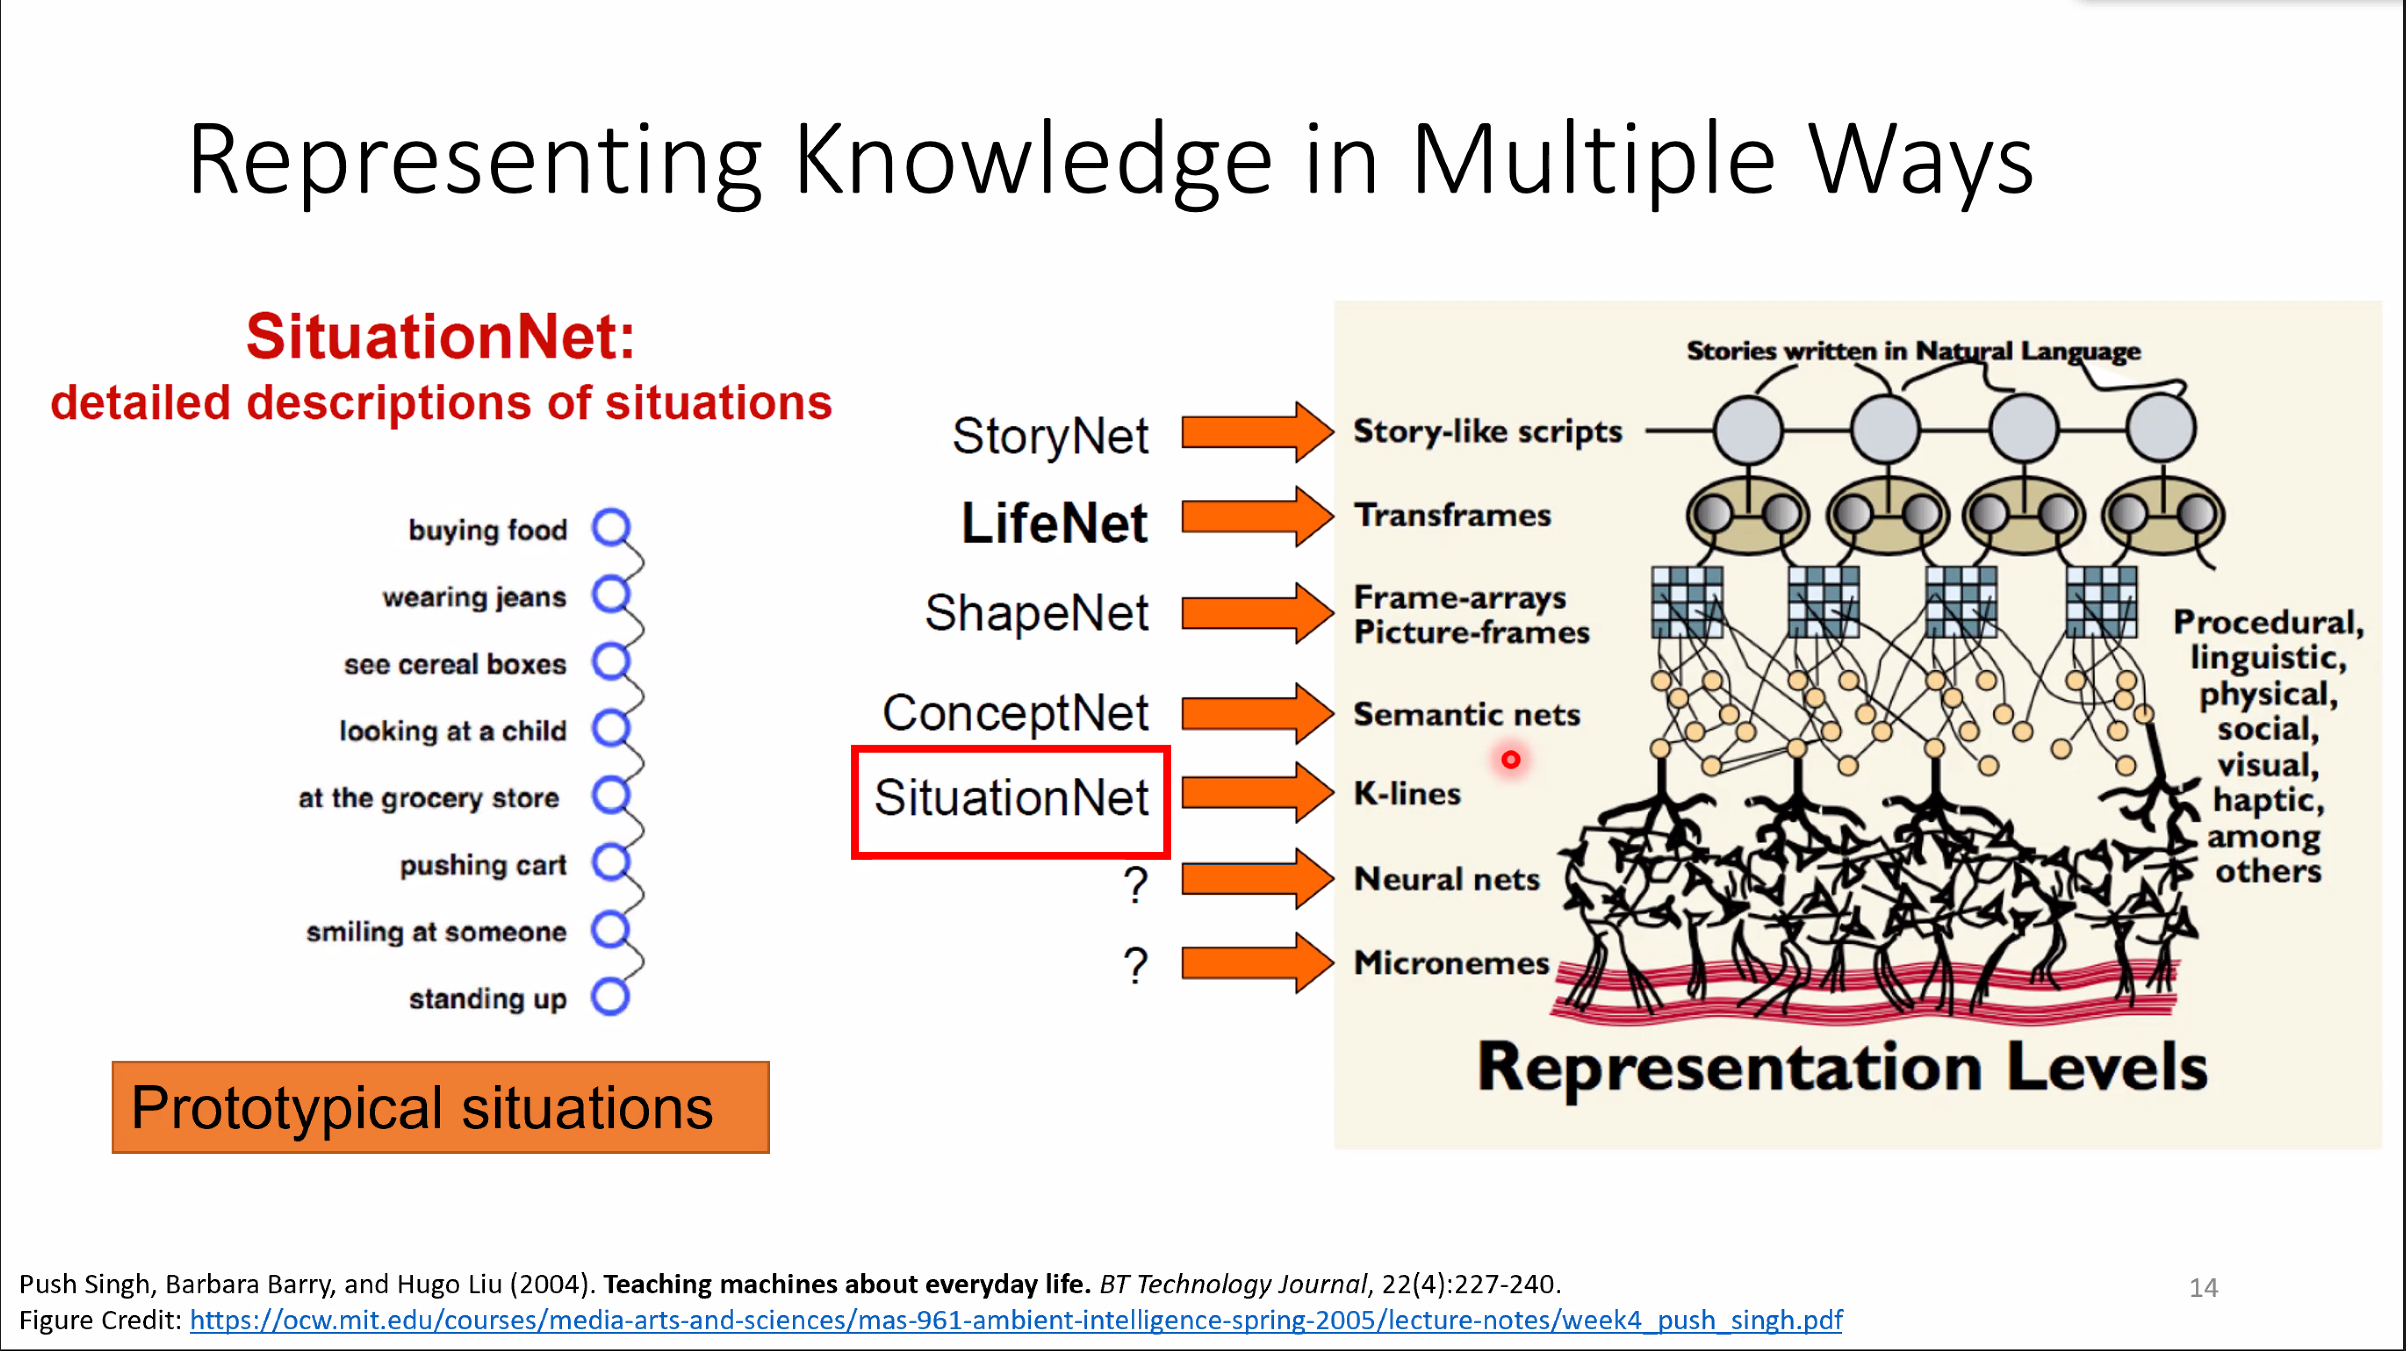 Representing Knowledge in Multiple Ways
SituationNet:
detailed descriptions of situations
buying food
wearing jeans
see cereal boxes
looking at a child
at the grocery store
pushing cart
smiling at someone
standing up
Prototypical situations
StoryNet
LifeNet
ShapeNet
ConceptNet
SituationNet
?
?
Stories written in Natural Language
Story-like scripts
Transframes
Frame-arrays
Picture-frames
Semantic nets
K-lines
Neural nets
Micronemes
Procedural,
linguistic,
physical,
social,
visual,
haptic,
among
others
Representation Levels
Push Singh, Barbara Barry, and Hugo Liu (2004). Teaching machines about everyday life. BT Technology Journal, 22(4):227-240.
Figure Credit: https://ocw.mit.edu/courses/media-arts-and-sciences/mas-961-ambient-intelligence-spring-2005/lecture-notes/week4_push_singh.pdf
14